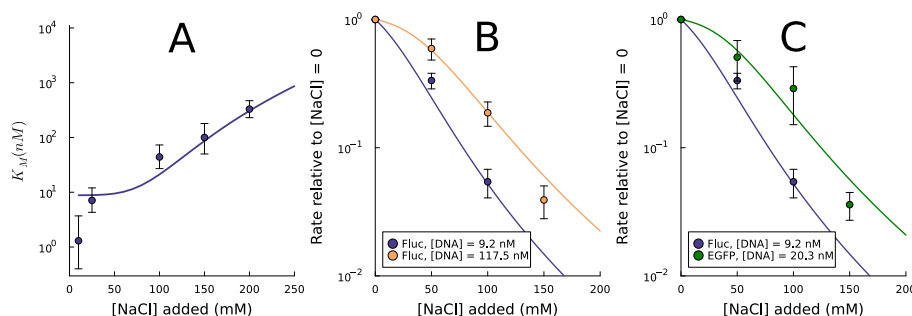 A
B
C
K_M(nM)
10^4
10^3
10^2
10^1
10^0
0
50
100
150
200
250
[NaCl] added (mM)
Rate relative to [NaCl] = 0
10^0
10^-1
10^-2
Fluc, [DNA] = 9.2 nM
Fluc, [DNA] = 117.5 nM
0
50
100
150
200
[NaCl] added (mM)
Rate relative to [NaCl] = 0
10^0
10^-1
10^-2
Fluc, [DNA] = 9.2 nM
EGFP, [DNA] = 20.3 nM
0
50
100
150
200
[NaCl] added (mM)